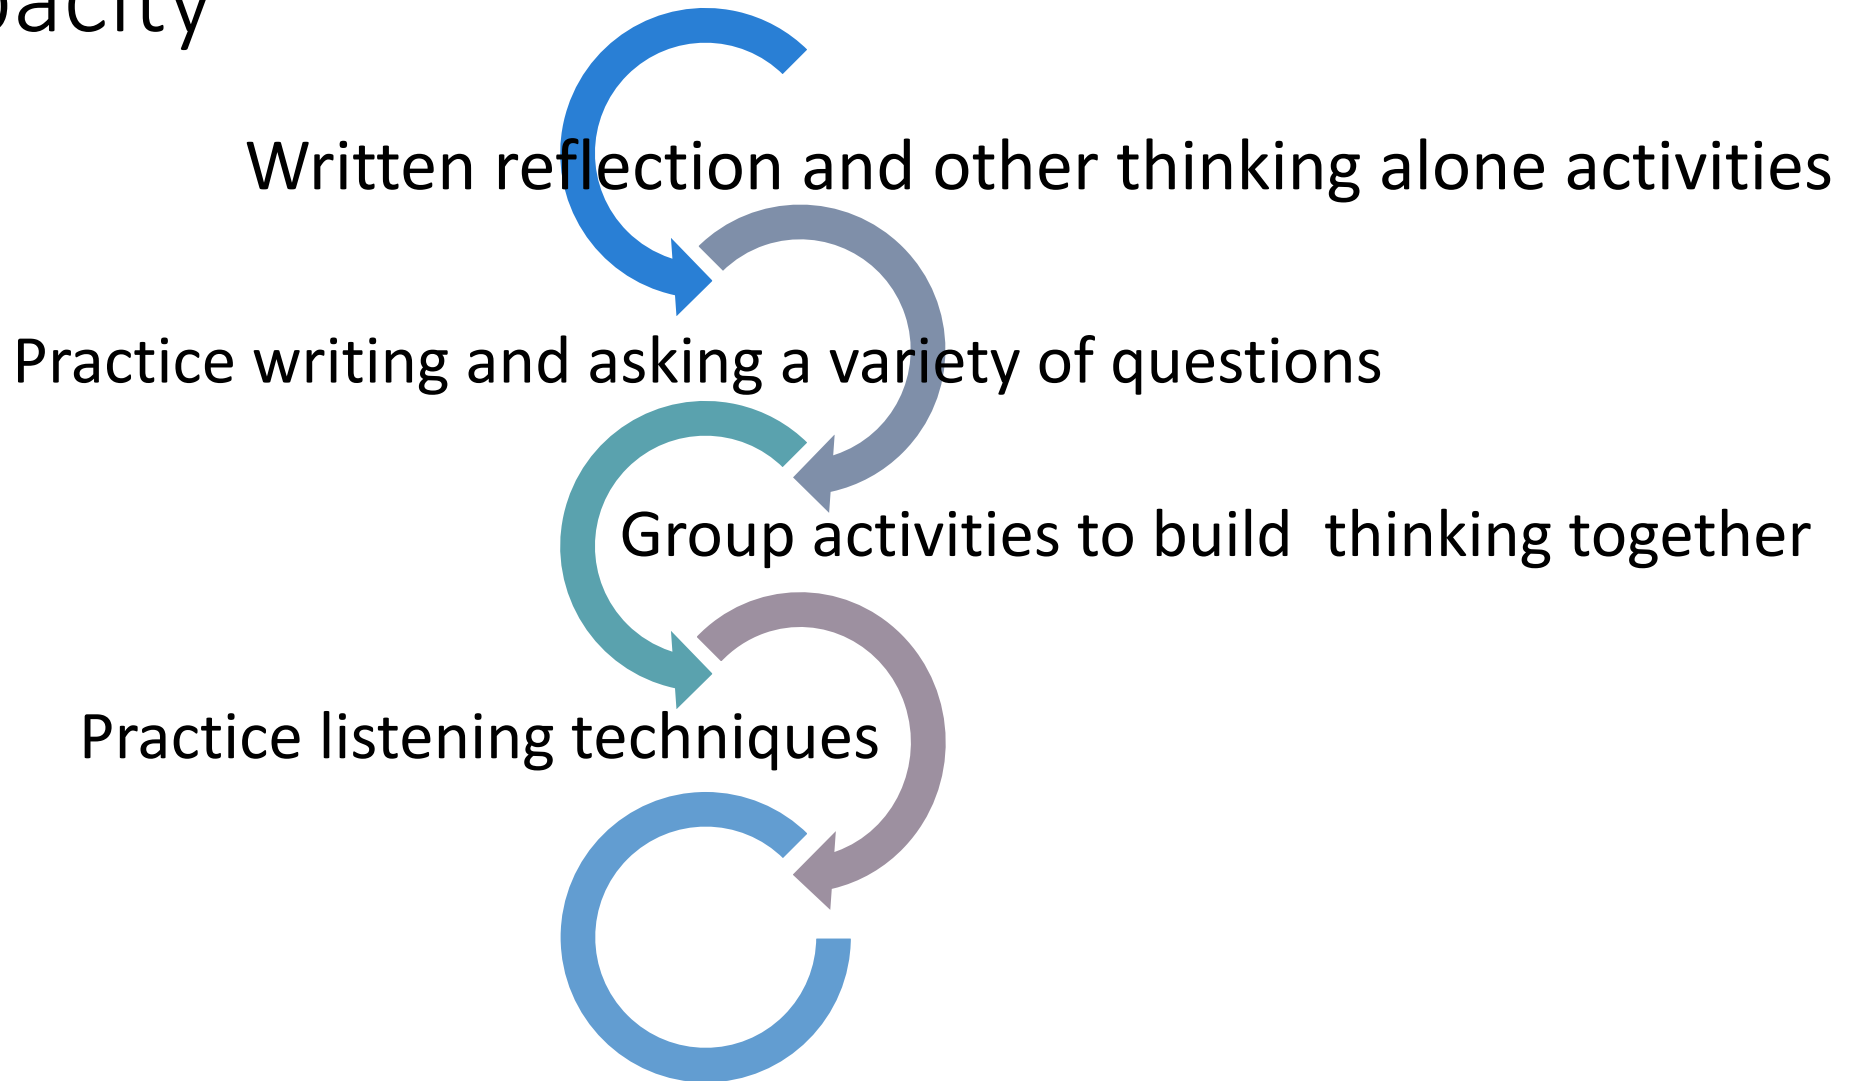 pacity
Written reflection and other thinking alone activities
Practice writing and asking a variety of questions
Group activities to build  thinking together
Practice listening techniques